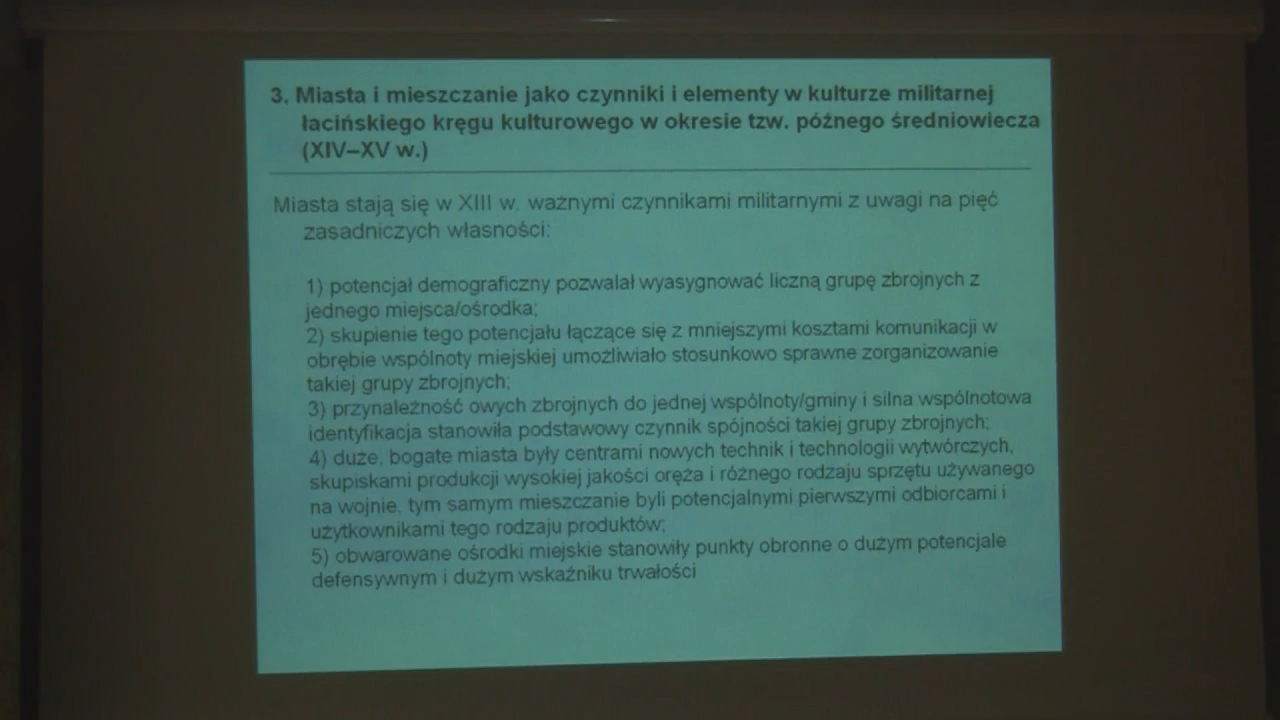 3. Miasta i mieszczanie jako czynniki i elementy w kulturze militarnej
łacińskiego kręgu kulturowego w okresie tzw. późnego średniowiecza
(XIV–XV w.)
Miasta stają się w XIII w. ważnymi czynnikami militarnymi z uwagi na pięć
zasadniczych własności:
1) potencjał demograficzny pozwalał wyasygnować liczną grupę zbrojnych z
jednego miejsca/ośrodka;
2) skupienie tego potencjału łączące się z mniejszymi kosztami komunikacji w
obrębie wspólnoty miejskiej umożliwiało stosunkowo sprawne zorganizowanie
takiej grupy zbrojnych;
3) przynależność owych zbrojnych do jednej wspólnoty/gminy i silna wspólnotowa
identyfikacja stanowiła podstawowy czynnik spójności takiej grupy zbrojnych;
4) duże, bogate miasta były centrami nowych technik i technologii wytwórczych,
skupiskami produkcji wysokiej jakości oręża i różnego rodzaju sprzętu używanego
na wojnie, tym samym mieszczanie byli potencjalnymi pierwszymi odbiorcami i
użytkownikami tego rodzaju produktów;
5) obwarowane ośrodki miejskie stanowiły punkty obronne o dużym potencjale
defensywnym i dużym wskaźniku trwałości